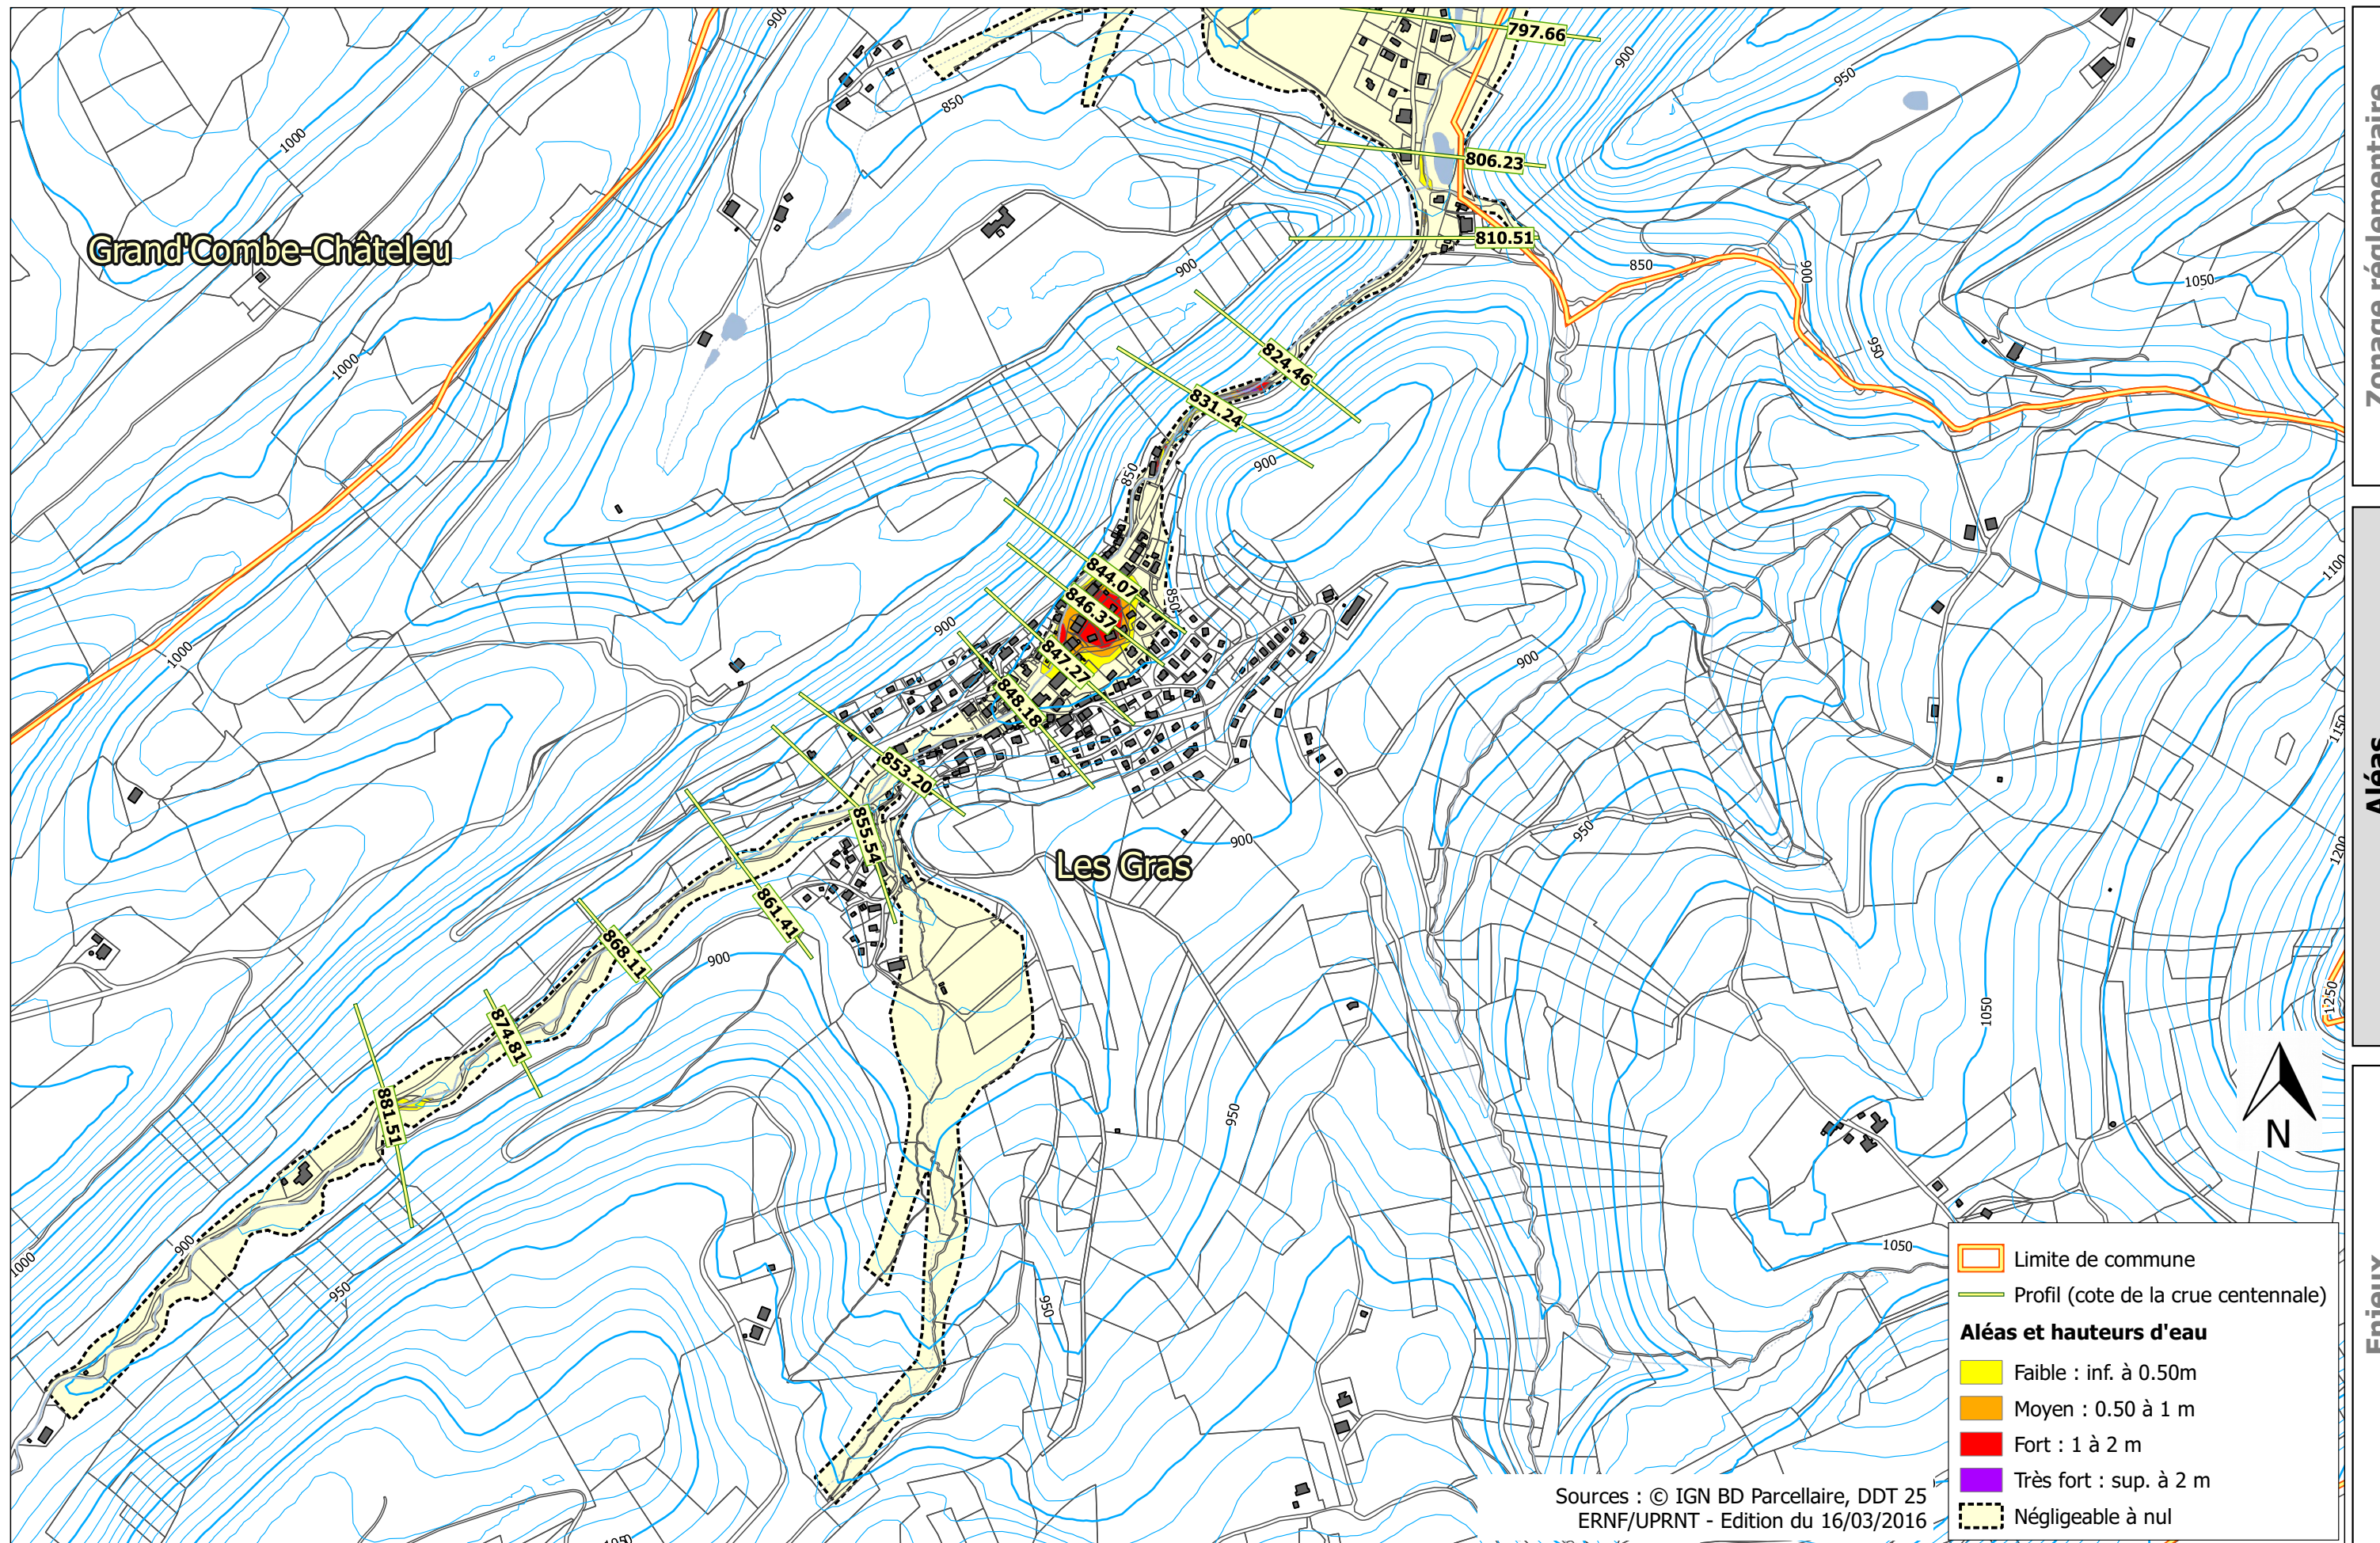 900
797.66
900
950
850
1000
806.23
Grand'Combe-Châteleu
810.51
850
900
900
1050
1000
824.46
950
831.24
850
900
844.07
1100
846.37
850
900
847.27
900
1000
848.18
1150
853.20
855.54
950
900
1200
Les Gras
861.41
868.11
900
1250
874.81
1050
881.51
950
N
900
1050
1000
950
950
Limite de commune
Profil (cote de la crue centennale)
Aléas et hauteurs d'eau
Faible : inf. à 0.50m
Moyen : 0.50 à 1 m
Fort : 1 à 2 m
Très fort : sup. à 2 m
Négligeable à nul
Sources : © IGN BD Parcellaire, DDT 25
ERNF/UPRNT - Edition du 16/03/2016
Zonage réglementaire
Aléas
Enjeux